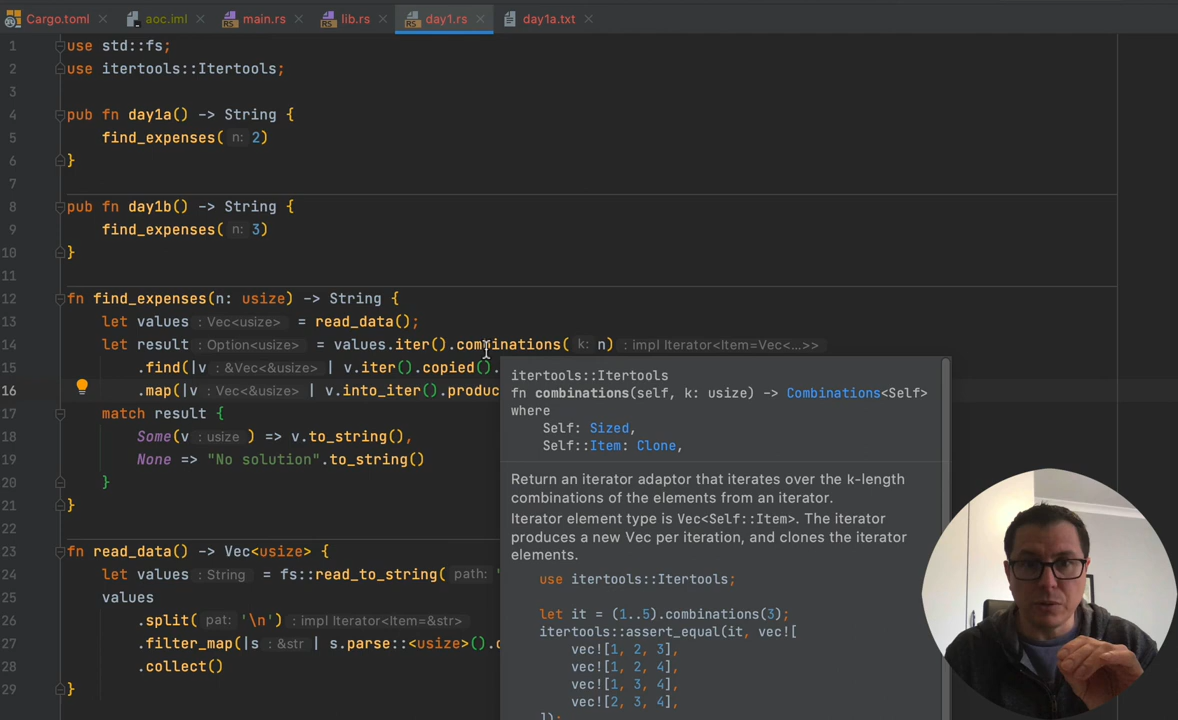 Cargo.toml aoc.iml main.rs lib.rs day1.rs day1a.txt
1 use std::fs;
2 use itertools::Itertools;
3
4 pub fn day1a() -> String {
5 find_expenses( n: 2)
6 }
7
8 pub fn day1b() -> String {
9 find_expenses( n: 3)
10 }
11
12 fn find_expenses(n: usize) -> String {
13 let values : Vec<usize> = read_data();
14 let result : Option<usize> = values.iter().combinations( k: n) : impl Iterator<Item=Vec<...>>
15 .find(|v : &Vec<&usize> | v.iter().copied().
16 .map(|v : Vec<&usize> | v.into_iter().produc
17 match result {
18 Some(v : usize ) => v.to_string(),
19 None => "No solution".to_string()
20 }
21 }
22
23 fn read_data() -> Vec<usize> {
24 let values : String = fs::read_to_string( path: "
25 values
26 .split( pat: '\n') : impl Iterator<Item=&str>
27 .filter_map(|s : &str | s.parse::<usize>().
28 .collect()
29 }
itertools::Itertools
fn combinations(self, k: usize) -> Combinations<Self>
where
Self: Sized,
Self::Item: Clone,
Return an iterator adaptor that iterates over the k-length
combinations of the elements from an iterator.
Iterator element type is Vec<Self::Item>. The iterator
produces a new Vec per iteration, and clones the iterator
elements.
use itertools::Itertools;
let it = (1..5).combinations(3);
itertools::assert_equal(it, vec![
vec![1, 2, 3],
vec![1, 2, 4],
vec![1, 3, 4],
vec![2, 3, 4],
]);